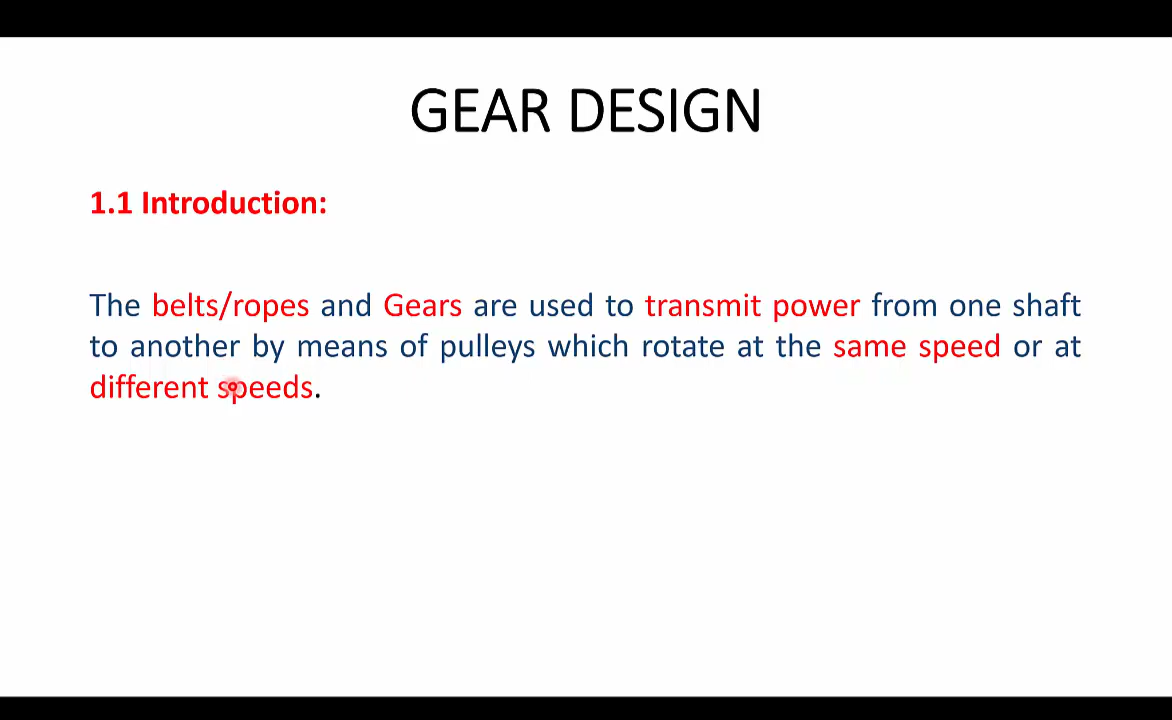 GEAR DESIGN
1.1 Introduction:
The belts/ropes and Gears are used to transmit power from one shaft
to another by means of pulleys which rotate at the same speed or at
different speeds.